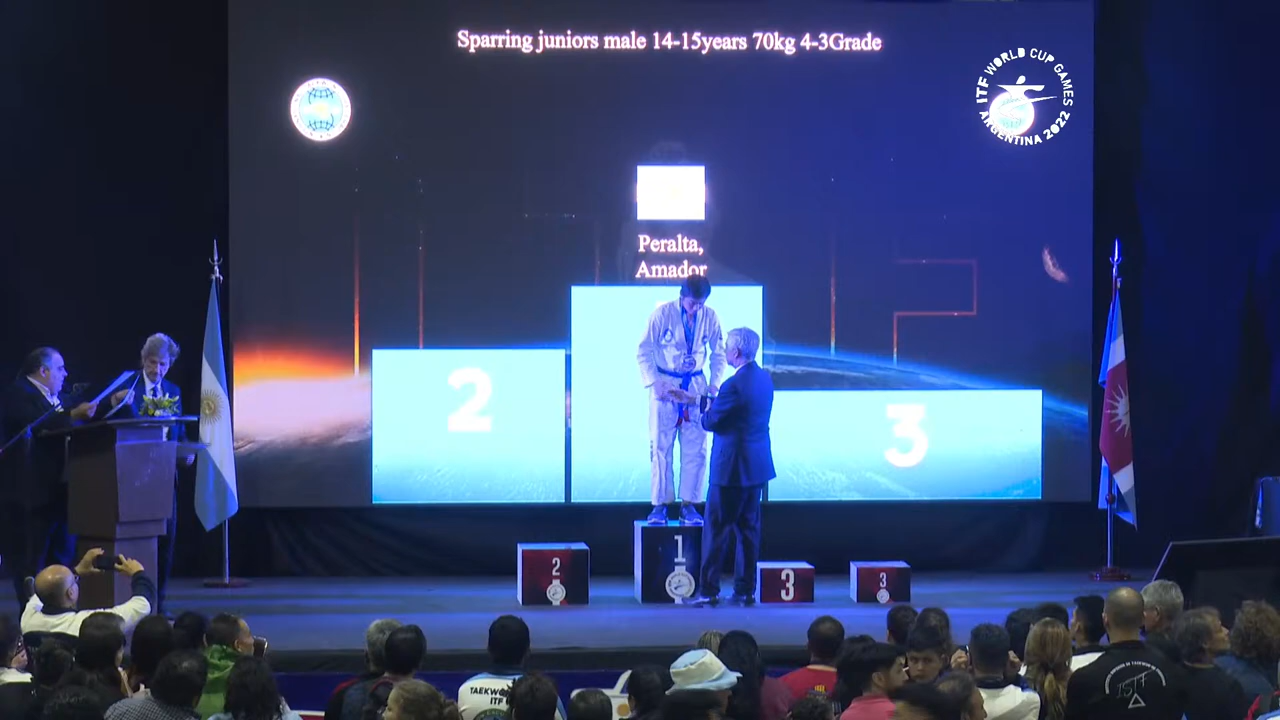 Sparring juniors male 14-15years 70kg 4-3Grade
ITF WORLD CUP GAMES
ARGENTINA 2022
Peralta,
Amador
2
3
1
2
3
3
TAEKWO
ITF